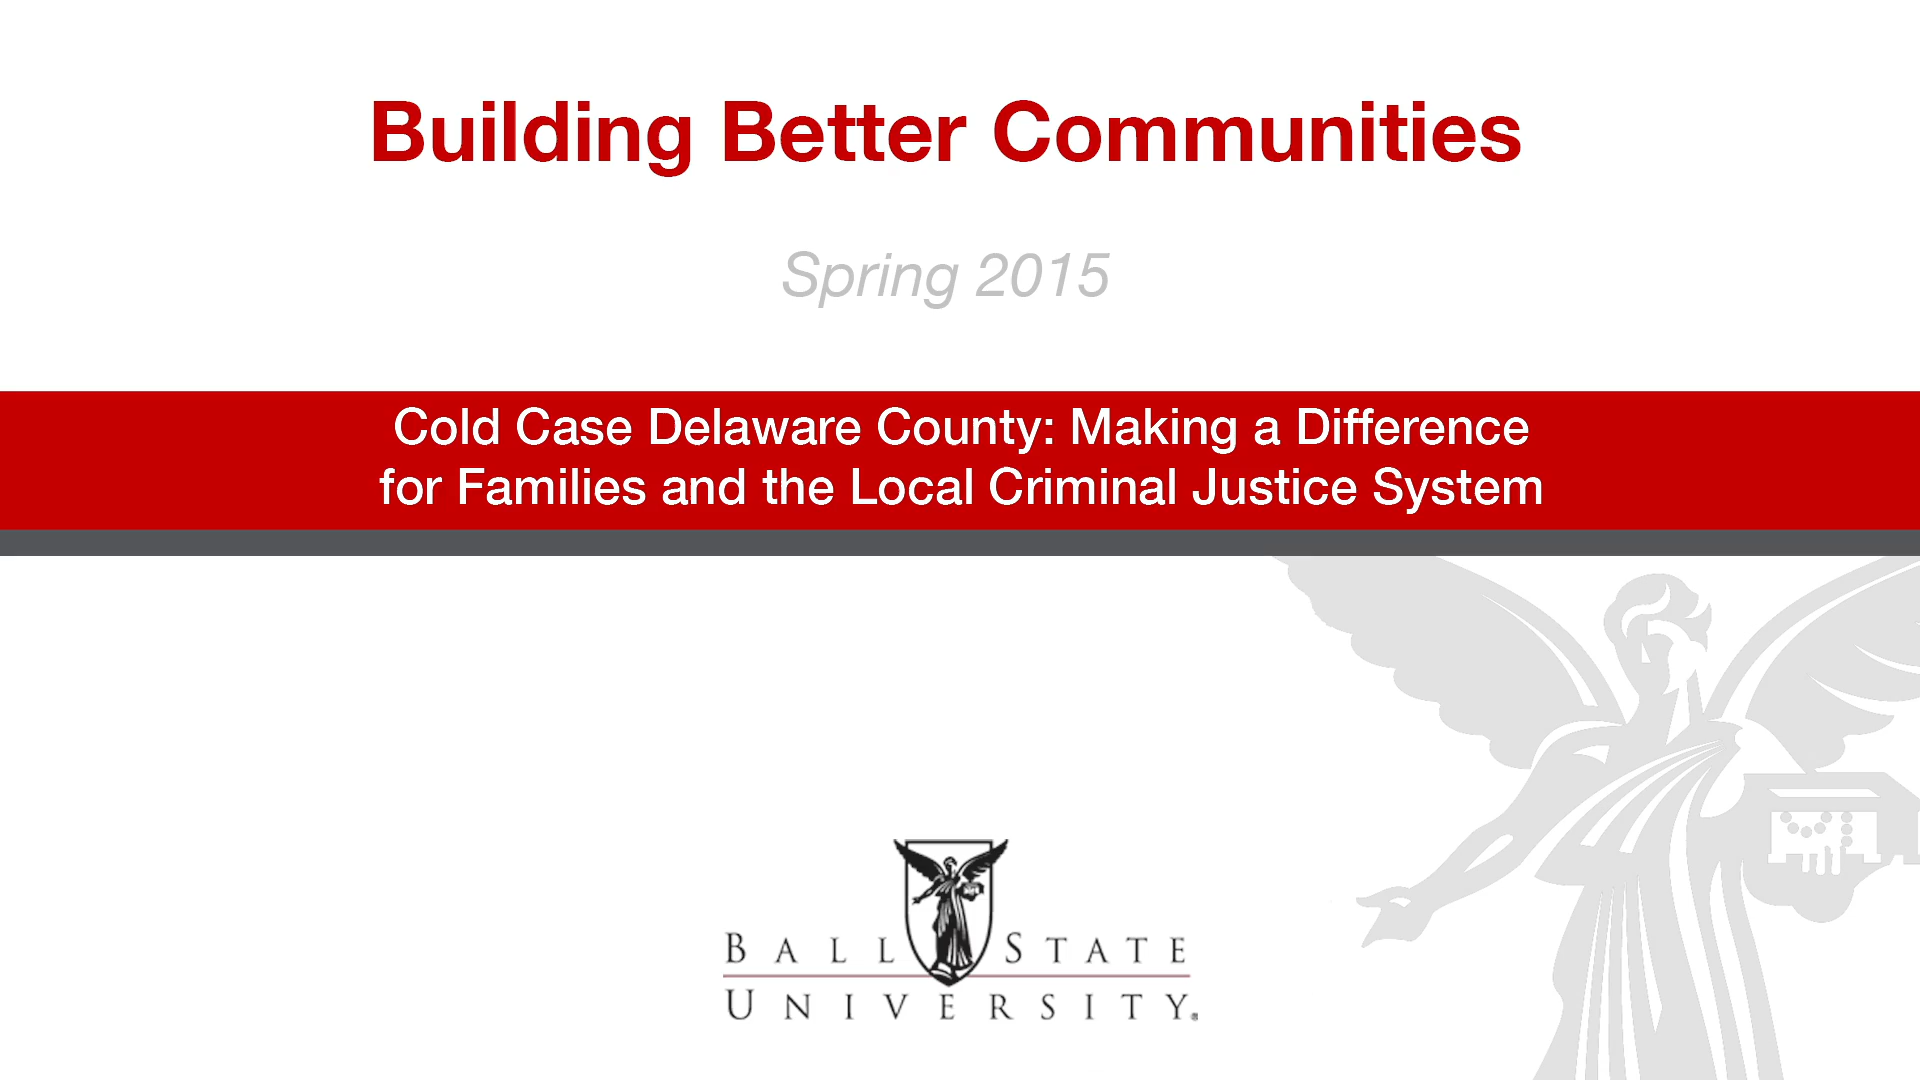 Building Better Communities
Spring 2015
Cold Case Delaware County: Making a Difference
for Families and the Local Criminal Justice System
BALL STATE
UNIVERSITY®